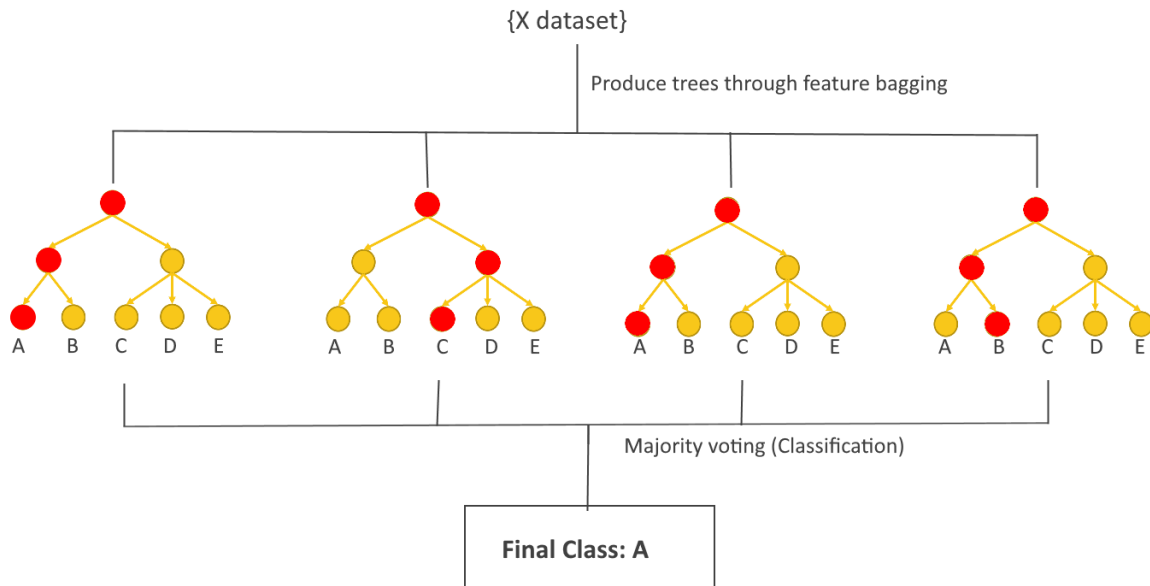 {X dataset}
Produce trees through feature bagging
A B C D E
A B C D E
A B C D E
A B C D E
Majority voting (Classification)
Final Class: A